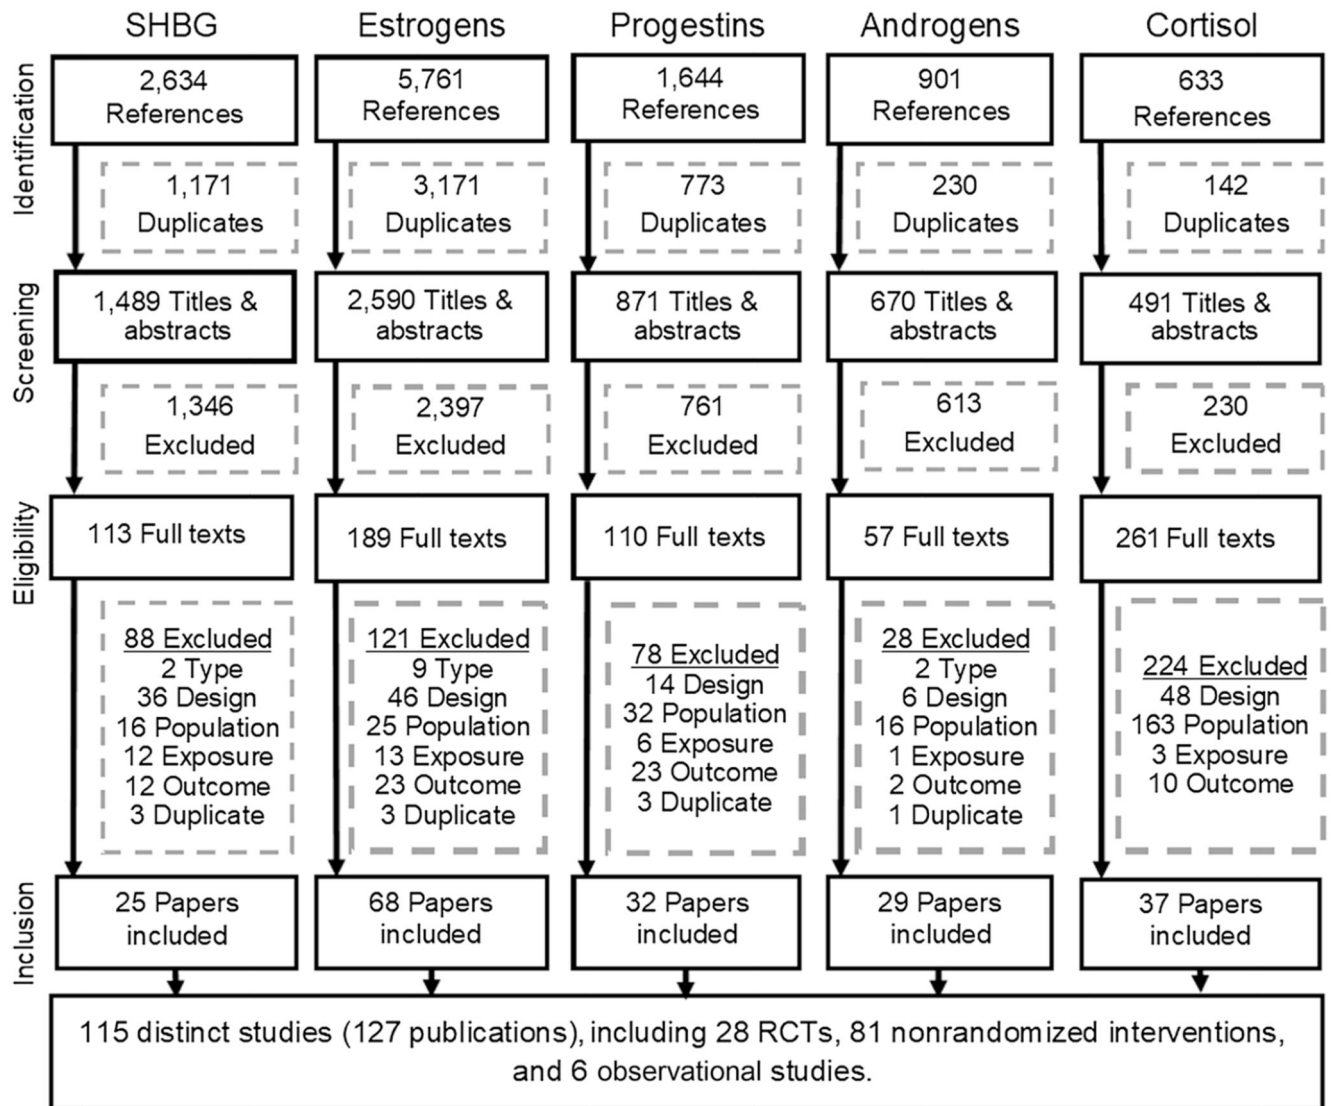 SHBG
Estrogens
Progestins
Androgens
Cortisol
Identification
2,634
References
5,761
References
1,644
References
901
References
633
References
1,171
Duplicates
3,171
Duplicates
773
Duplicates
230
Duplicates
142
Duplicates
Screening
1,489 Titles &
abstracts
2,590 Titles &
abstracts
871 Titles &
abstracts
670 Titles &
abstracts
491 Titles &
abstracts
1,346
Excluded
2,397
Excluded
761
Excluded
613
Excluded
230
Excluded
Eligibility
113 Full texts
189 Full texts
110 Full texts
57 Full texts
261 Full texts
88 Excluded
2 Type
36 Design
16 Population
12 Exposure
12 Outcome
3 Duplicate
121 Excluded
9 Type
46 Design
25 Population
13 Exposure
23 Outcome
3 Duplicate
78 Excluded
14 Design
32 Population
6 Exposure
23 Outcome
3 Duplicate
28 Excluded
2 Type
6 Design
16 Population
1 Exposure
2 Outcome
1 Duplicate
224 Excluded
48 Design
163 Population
3 Exposure
10 Outcome
Inclusion
25 Papers
included
68 Papers
included
32 Papers
included
29 Papers
included
37 Papers
included
115 distinct studies (127 publications), including 28 RCTs, 81 nonrandomized interventions,
and 6 observational studies.